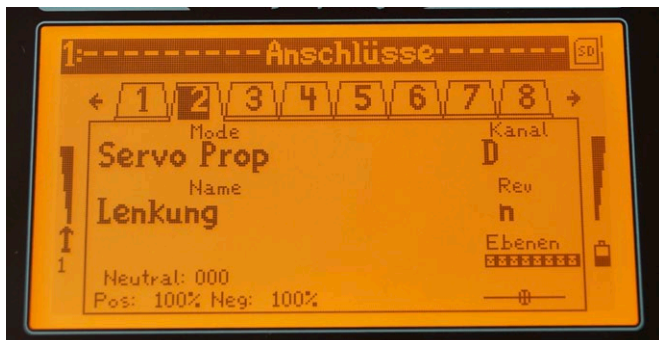 1:----------Anschlüsse------- SD
← 1 2 3 4 5 6 7 8 →
Mode Kanal
Servo Prop D
Name Rev
Lenkung n
Ebenen
1
Neutral: 000
Pos: 100% Neg: 100%